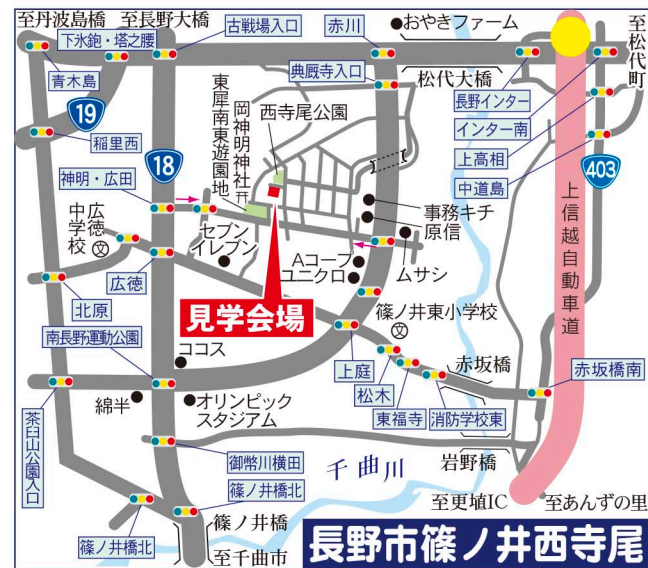 至丹波島橋
至長野大橋
古戦場入口
赤川
おやきファーム
至松代町
下氷鉋・塔之腰
青木島
典厩寺入口
松代大橋
長野インター
インター南
上高相
中道島
403
19
稲里西
18
神明・広田
東犀南東遊園地
岡神明神社
西寺尾公園
上信越自動車道
事務キチ
原信
ムサシ
広徳中学校
文
セブンイレブン
Aコープ
ユニクロ
広徳
北原
見学会場
篠ノ井東小学校
文
南長野運動公園
ココス
上庭
松木
東福寺
消防学校東
赤坂橋
赤坂橋南
綿半
オリンピック
スタジアム
茶臼山公園入口
御幣川横田
千曲川
岩野橋
篠ノ井橋北
篠ノ井橋北
篠ノ井橋
至千曲市
至更埴IC
至あんずの里
長野市篠ノ井西寺尾